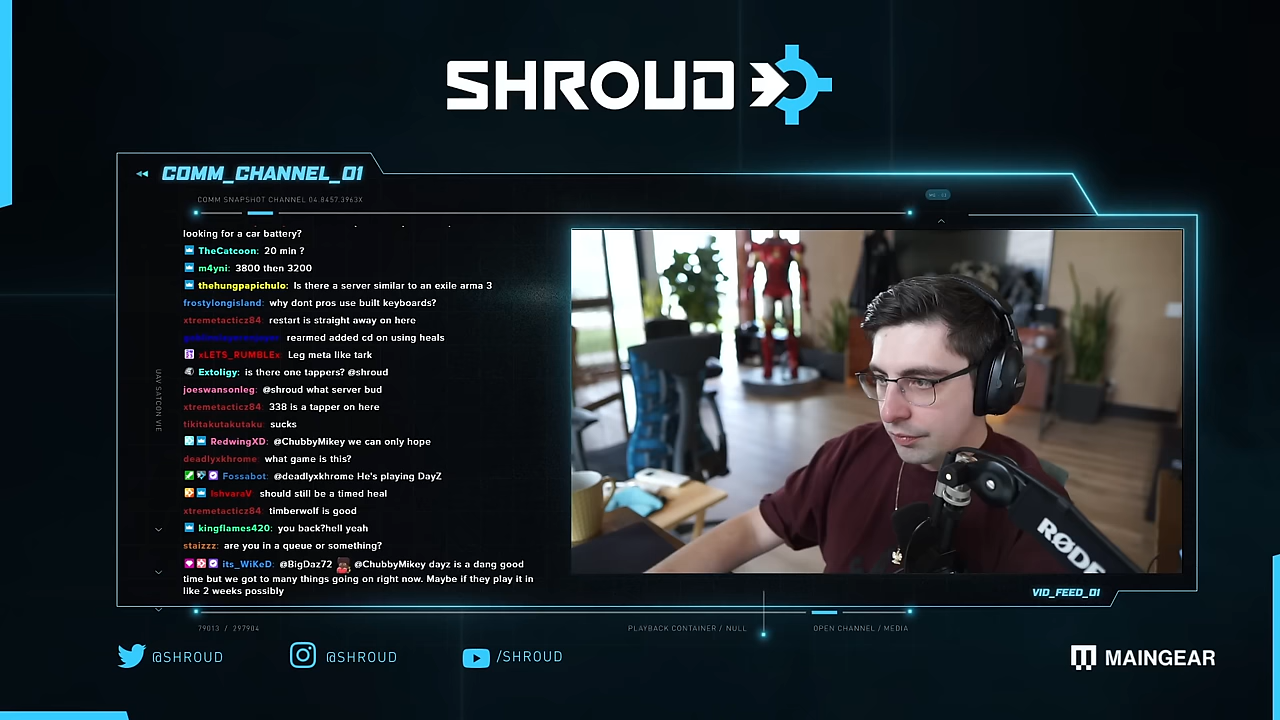 SHROUD
COMM_CHANNEL_01
COMM SNAPSHOT CHANNEL 04.8457.3963X
looking for a car battery?
TheCatcoon: 20 min ?
m4yni: 3800 then 3200
thehungpapichulo: Is there a server similar to an exile arma 3
frostylongisland: why dont pros use built keyboards?
xtremetacticz84: restart is straight away on here
rearmed added cd on using heals
xLETS_RUMBLEx: Leg meta like tark
Extoligy: is there one tappers? @shroud
joeswansonleg: @shroud what server bud
xtremetacticz84: 338 is a tapper on here
tikitakutakutaku: sucks
RedwingXD: @ChubbyMikey we can only hope
deadlyxkhrome: what game is this?
Fossabot: @deadlyxkhrome He's playing DayZ
IshvaraV: should still be a timed heal
xtremetacticz84: timberwolf is good
kingflames420: you back?hell yeah
staizzz: are you in a queue or something?
its_WiKeD: @BigDaz72 @ChubbyMikey dayz is a dang good
time but we got to many things going on right now. Maybe if they play it in
like 2 weeks possibly
UAV SATCON VIE
RØDE
VID_FEED_01
79013 / 297904
PLAYBACK CONTAINER / NULL
OPEN CHANNEL / MEDIA
@SHROUD
@SHROUD
/SHROUD
MAINGEAR